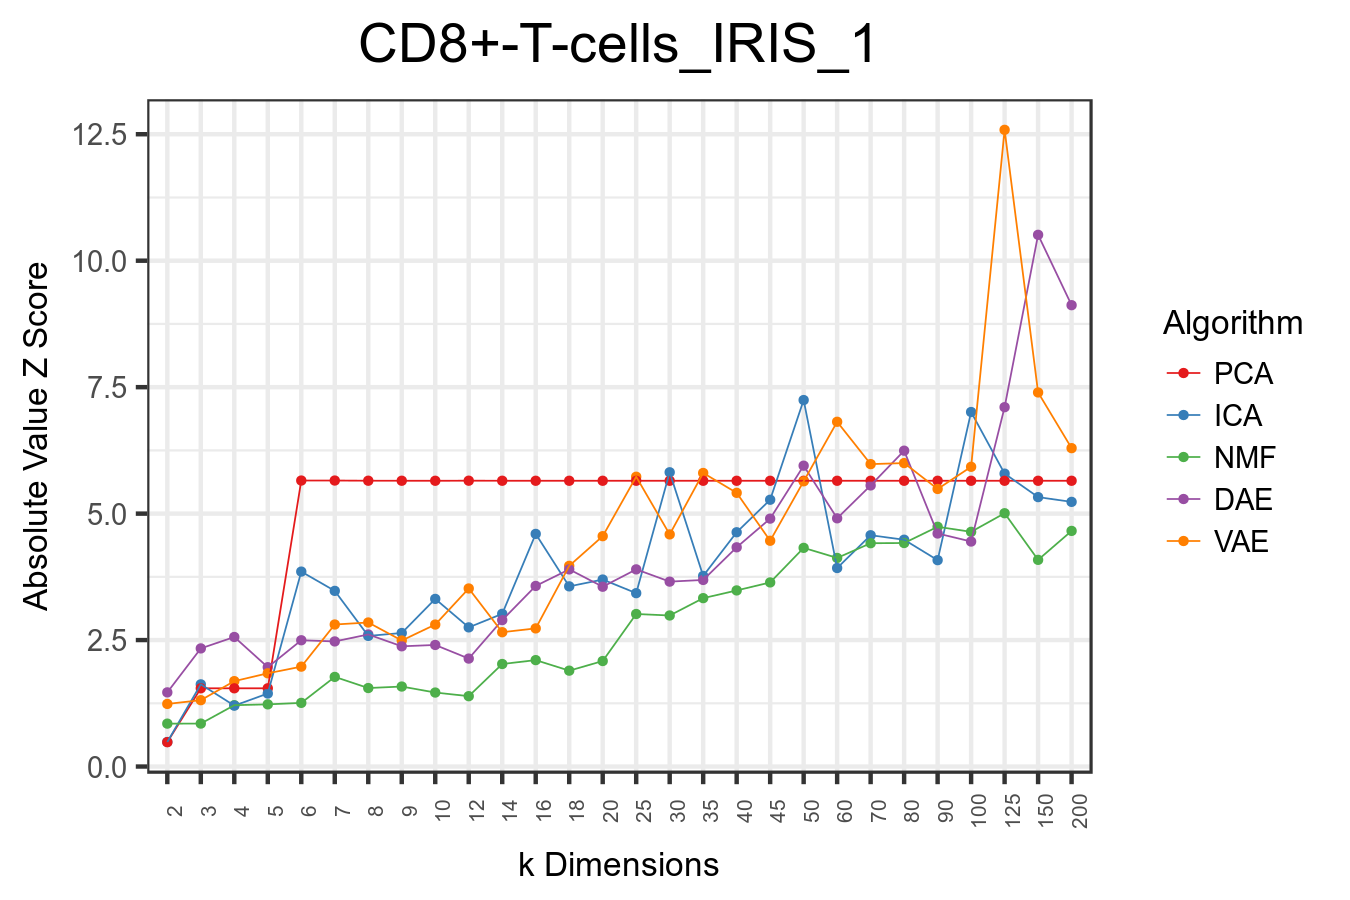 CD8+-T-cells_IRIS_1
Absolute Value Z Score
12.5
10.0
7.5
5.0
2.5
0.0
2 3 4 5 6 7 8 9 10 12 14 16 18 20 25 30 35 40 45 50 60 70 80 90 100 125 150 200
k Dimensions
Algorithm
PCA
ICA
NMF
DAE
VAE